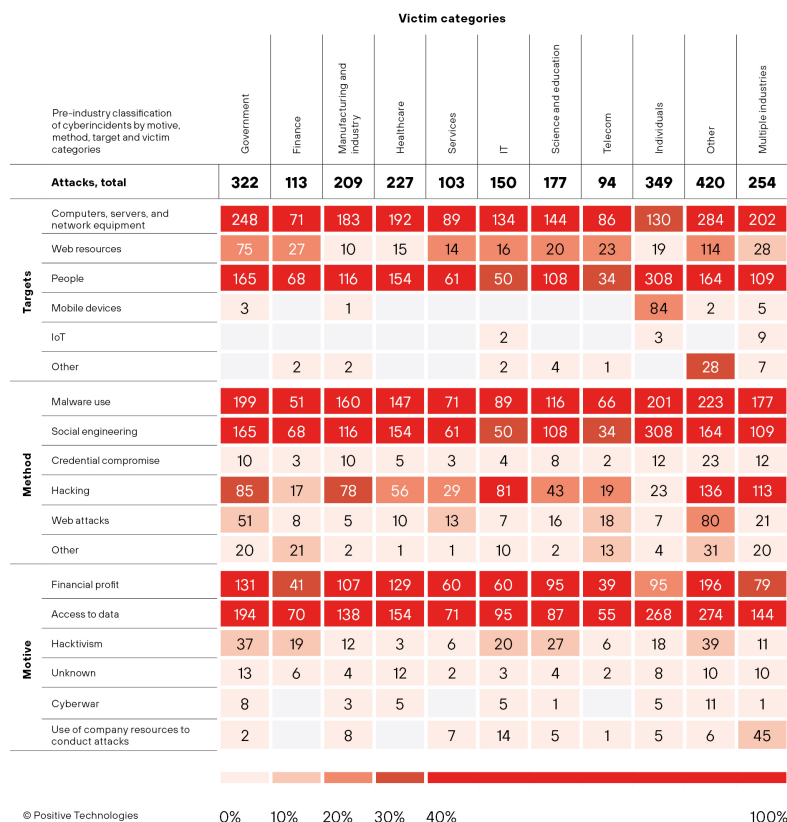 Victim categories
Pre-industry classification
of cyberincidents by motive,
method, target and victim
categories
Government
Finance
Manufacturing and
industry
Healthcare
Services
IT
Science and education
Telecom
Individuals
Other
Multiple industries
Attacks, total 322 113 209 227 103 150 177 94 349 420 254
Targets
Computers, servers, and
network equipment 248 71 183 192 89 134 144 86 130 284 202
Web resources 75 27 10 15 14 16 20 23 19 114 28
People 165 68 116 154 61 50 108 34 308 164 109
Mobile devices 3 1 84 2 5
IoT 2 3 9
Other 2 2 2 4 1 28 7
Method
Malware use 199 51 160 147 71 89 116 66 201 223 177
Social engineering 165 68 116 154 61 50 108 34 308 164 109
Credential compromise 10 3 10 5 3 4 8 2 12 23 12
Hacking 85 17 78 56 29 81 43 19 23 136 113
Web attacks 51 8 5 10 13 7 16 18 7 80 21
Other 20 21 2 1 1 10 2 13 4 31 20
Motive
Financial profit 131 41 107 129 60 60 95 39 95 196 79
Access to data 194 70 138 154 71 95 87 55 268 274 144
Hacktivism 37 19 12 3 6 20 27 6 18 39 11
Unknown 13 6 4 12 2 3 4 2 8 10 10
Cyberwar 8 3 5 5 1 5 11 1
Use of company resources to
conduct attacks 2 8 7 14 5 1 5 6 45
© Positive Technologies 0% 10% 20% 30% 40% 100%